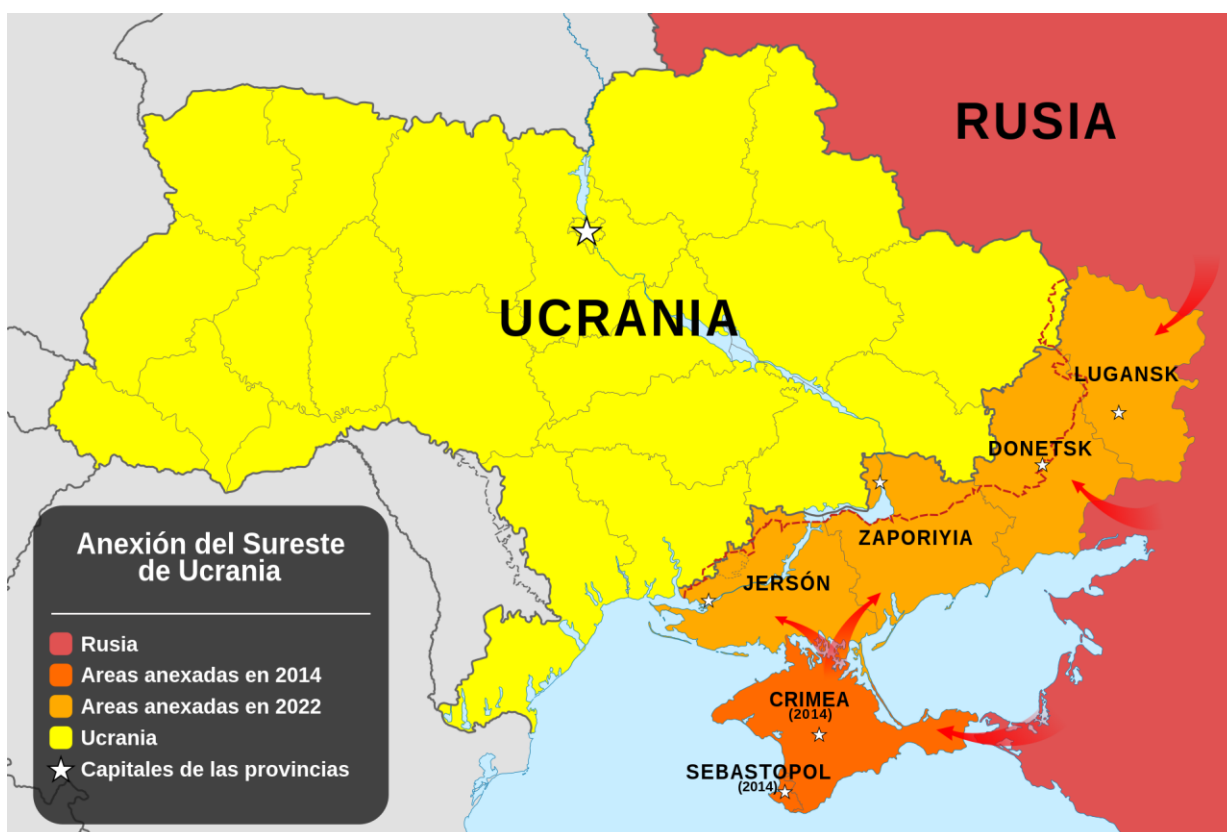 RUSIA
UCRANIA
LUGANSK
DONETSK
ZAPORIYIA
JERSÓN
CRIMEA
(2014)
SEBASTOPOL
(2014)
Anexión del Sureste
de Ucrania
Rusia
Areas anexadas en 2014
Areas anexadas en 2022
Ucrania
Capitales de las provincias